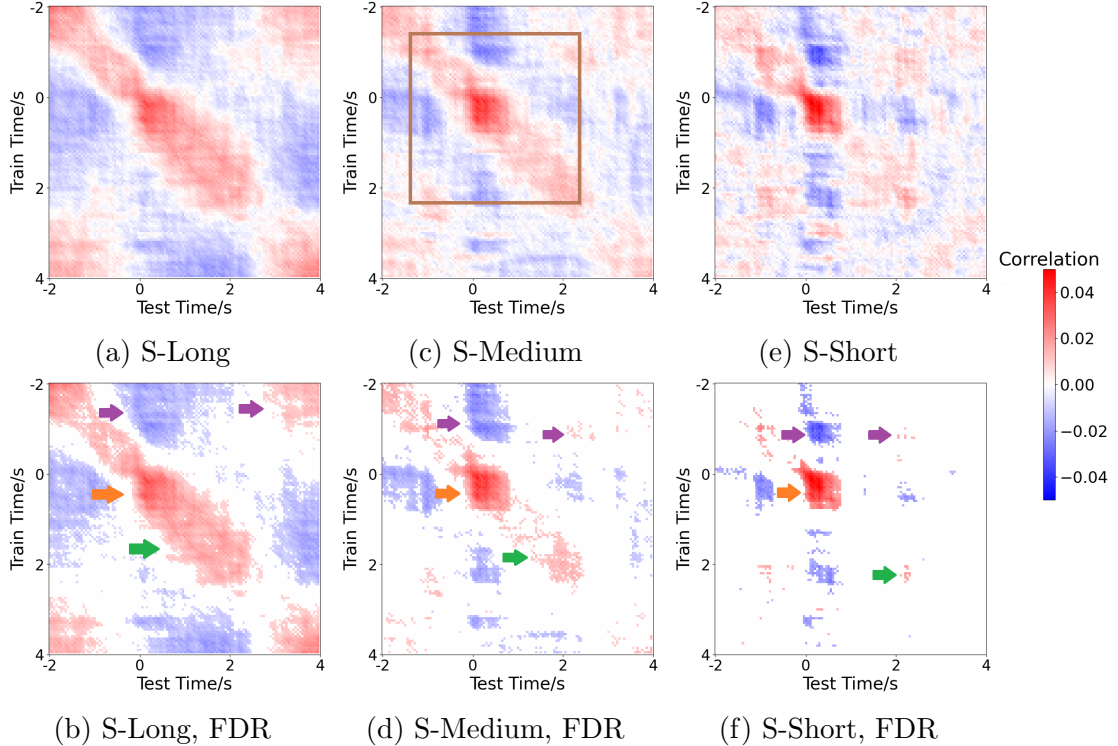 -2
0
2
4
Train Time/s
-2 0 2 4
Test Time/s
(a) S-Long
-2
0
2
4
Train Time/s
-2 0 2 4
Test Time/s
(c) S-Medium
-2
0
2
4
Train Time/s
-2 0 2 4
Test Time/s
(e) S-Short
Correlation
0.04
0.02
0.00
−0.02
−0.04
-2
0
2
4
Train Time/s
-2 0 2 4
Test Time/s
(b) S-Long, FDR
-2
0
2
4
Train Time/s
-2 0 2 4
Test Time/s
(d) S-Medium, FDR
-2
0
2
4
Train Time/s
-2 0 2 4
Test Time/s
(f) S-Short, FDR